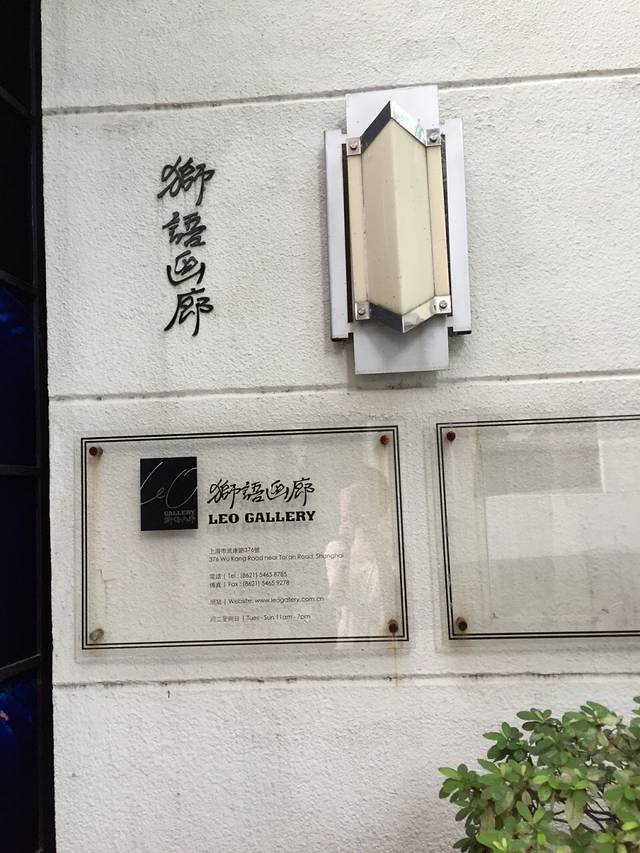 獅語画廊
LeO
GALLERY
獅語画廊
獅語画廊
LEO GALLERY
上海市武康路376號
376 Wu Kang Road near Tai'an Road, Shanghai
電話 | Tel.: (8621) 5465 8785
傳真 | Fax : (8621) 5465 9278
網站 | Website: www.leogallery.com.cn
週二至週日 | Tues - Sun 11am - 7pm